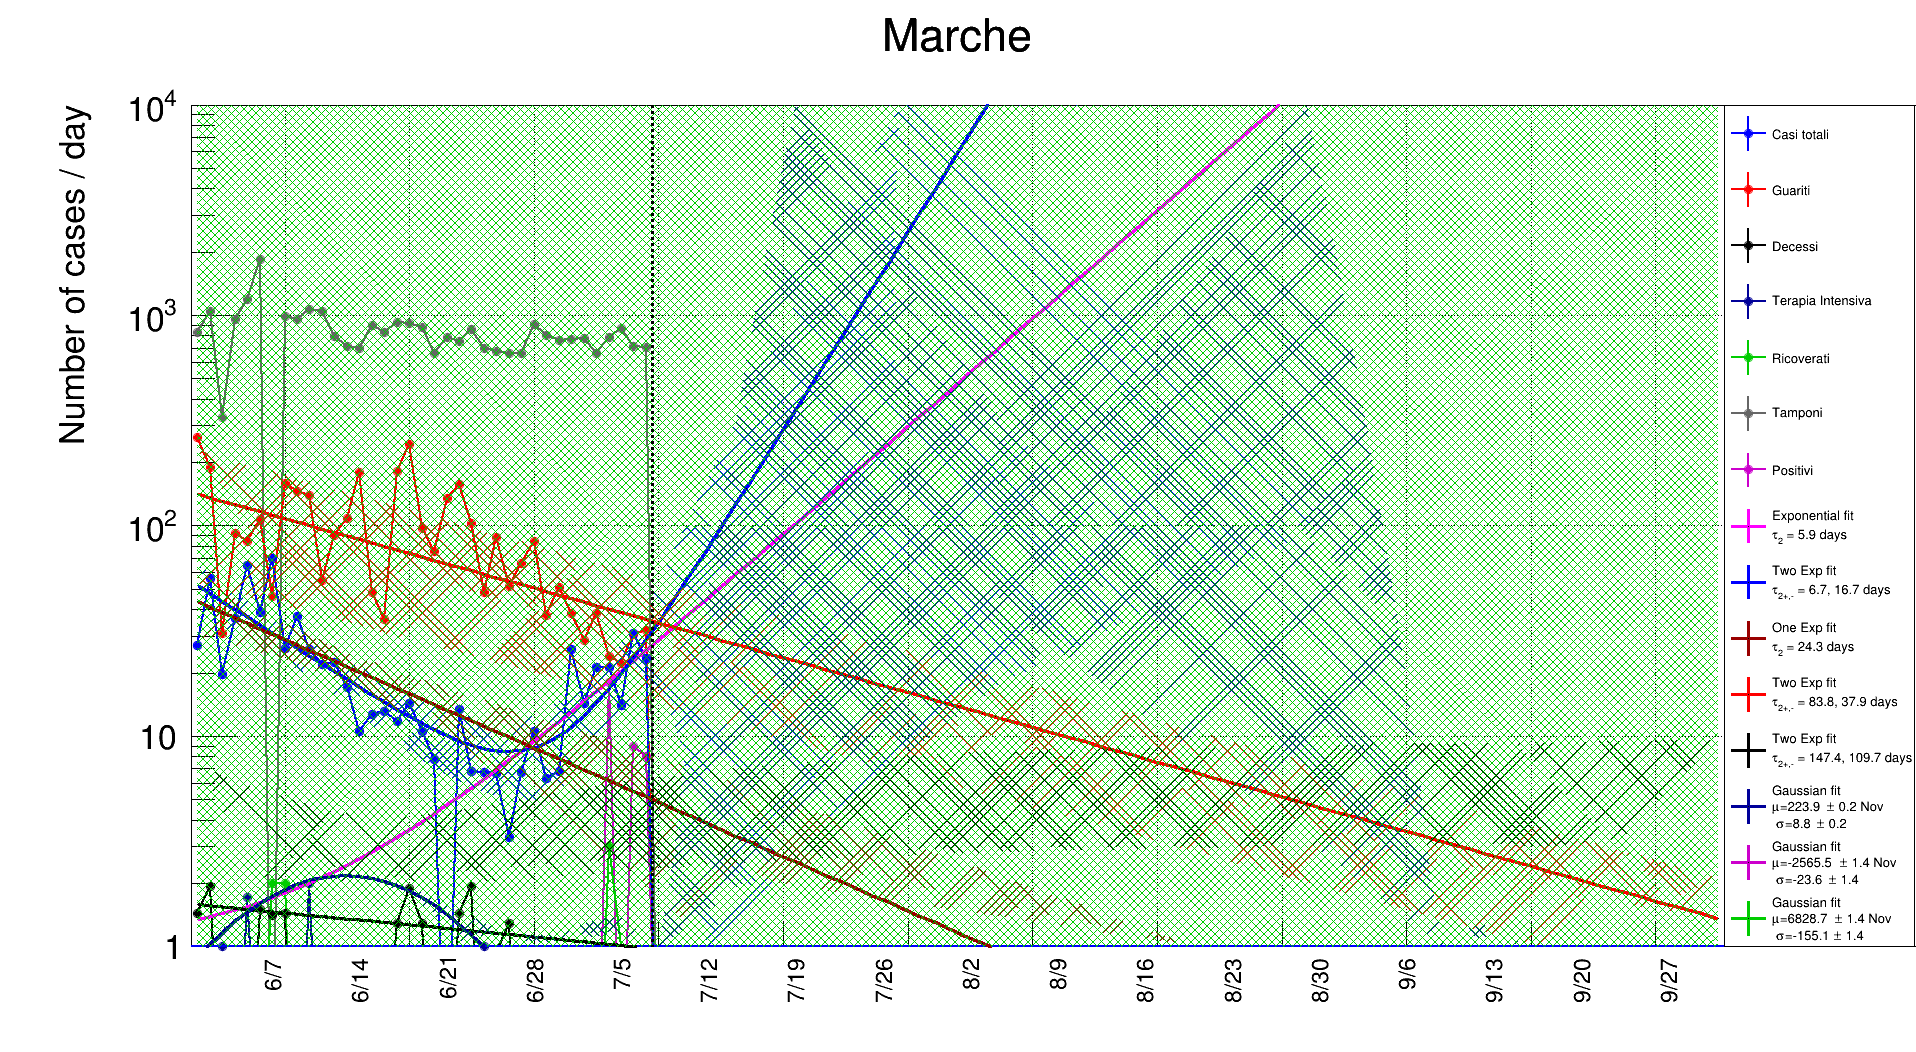 Marche
Number of cases / day
10^4
10^3
10^2
10
1
6/7
6/14
6/21
6/28
7/5
7/12
7/19
7/26
8/2
8/9
8/16
8/23
8/30
9/6
9/13
9/20
9/27
Casi totali
Guariti
Decessi
Terapia Intensiva
Ricoverati
Tamponi
Positivi
Exponential fit
τ2 = 5.9 days
Two Exp fit
τ2+,- = 6.7, 16.7 days
One Exp fit
τ2 = 24.3 days
Two Exp fit
τ2+,- = 83.8, 37.9 days
Two Exp fit
τ2+,- = 147.4, 109.7 days
Gaussian fit
μ=223.9 ± 0.2 Nov
σ=8.8 ± 0.2
Gaussian fit
μ=-2565.5 ± 1.4 Nov
σ=-23.6 ± 1.4
Gaussian fit
μ=6828.7 ± 1.4 Nov
σ=-155.1 ± 1.4